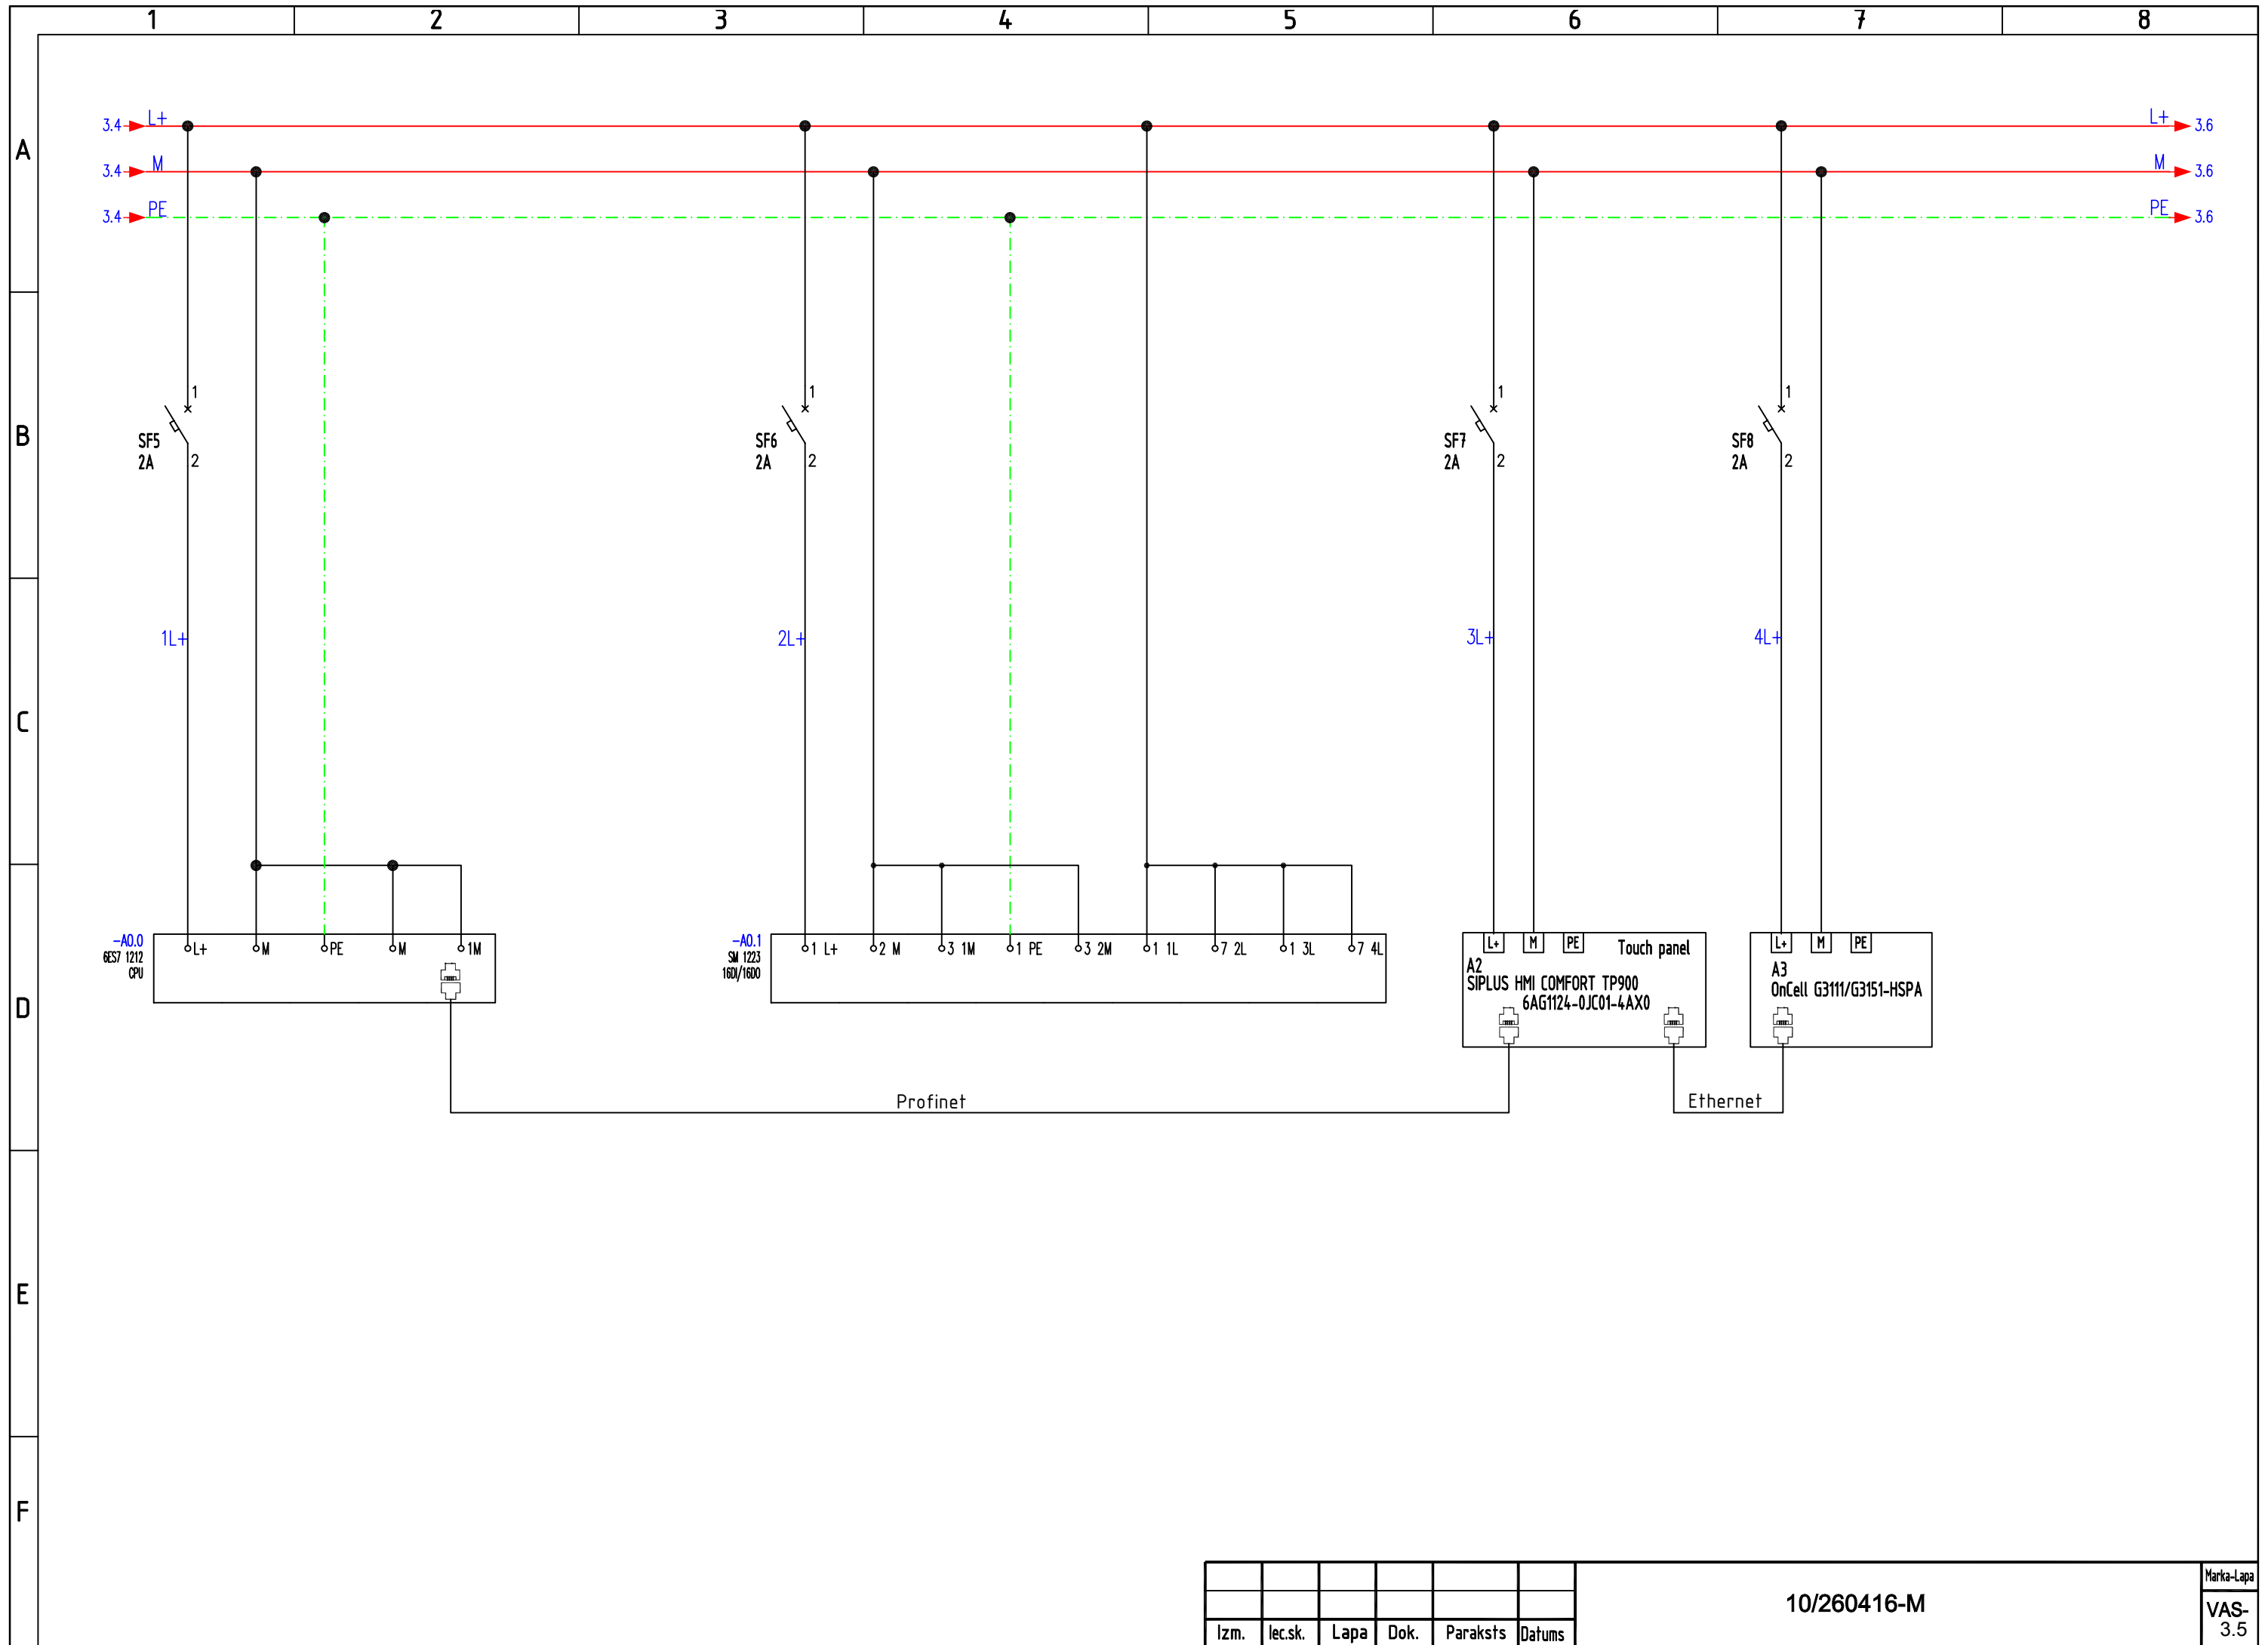 1 2 3 4 5 6 7 8
A
3.4 L+ L+ 3.6
3.4 M M 3.6
3.4 PE PE 3.6
B
1 1 1 1
SF5 SF6 SF7 SF8
2A 2 2A 2 2A 2 2A 2
1L+ 2L+ 3L+ 4L+
C
-A0.0
6ES7 1212
CPU
L+ M PE M 1M
-A0.1
SM 1223
16DI/16DO
1 L+ 2 M 3 1M 1 PE 3 2M 1 1L 7 2L 1 3L 7 4L
L+ M PE Touch panel
A2
SIPLUS HMI COMFORT TP900
6AG1124-0JC01-4AX0
L+ M PE
A3
OnCell G3111/G3151-HSPA
D
Profinet
Ethernet
E
F
Izm. Iec.sk. Lapa Dok. Paraksts Datums
10/260416-M
Marka-Lapa
VAS-
3.5